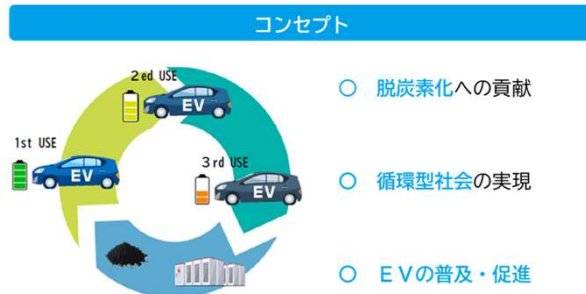 コンセプト
2ed USE
EV
1st USE
EV
3rd USE
EV
○ 脱炭素化への貢献
○ 循環型社会の実現
○ EVの普及・促進